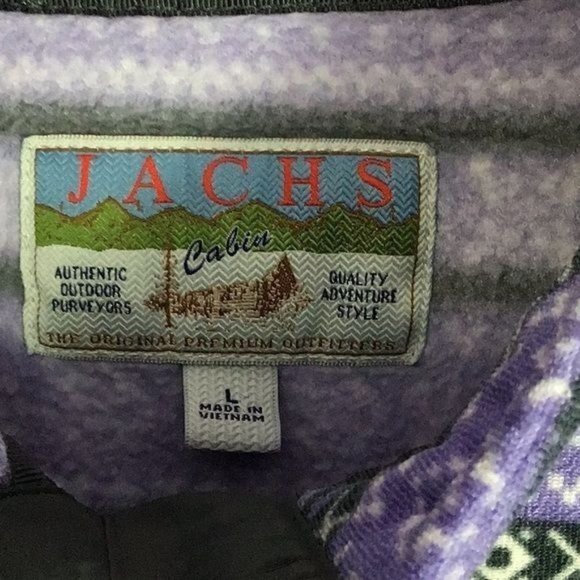 JACHS
Cabin
AUTHENTIC
OUTDOOR
PURVEYORS
QUALITY
ADVENTURE
STYLE
THE ORIGINAL PREMIUM OUTFITTERS
L
MADE IN
VIETNAM